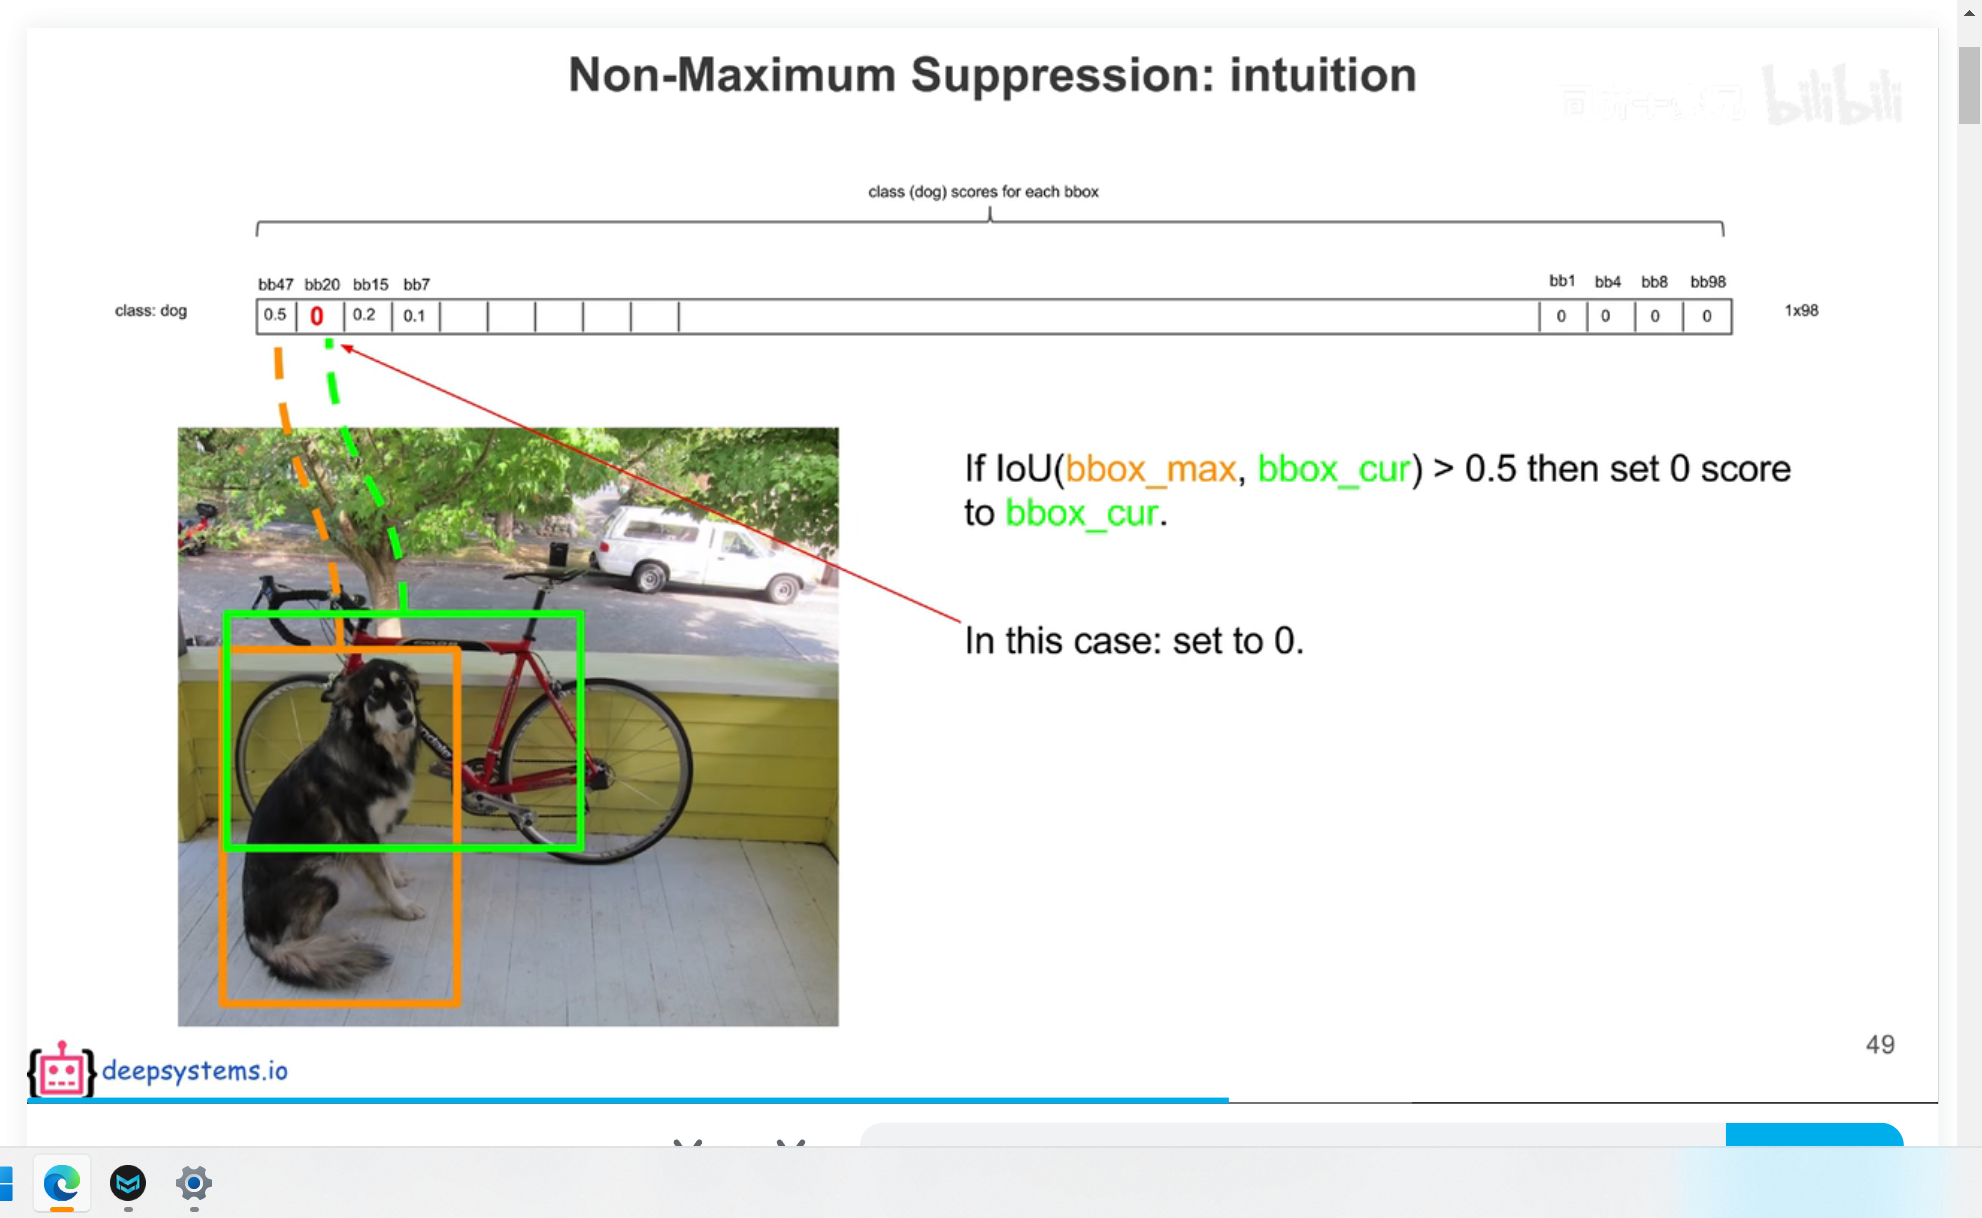 Non-Maximum Suppression: intuition
bilibili
class (dog) scores for each bbox
bb47 bb20 bb15 bb7 bb1 bb4 bb8 bb98
class: dog 0.5 0 0.2 0.1 0 0 0 0 1x98
If IoU(bbox_max, bbox_cur) > 0.5 then set 0 score
to bbox_cur.
In this case: set to 0.
49
deepsystems.io